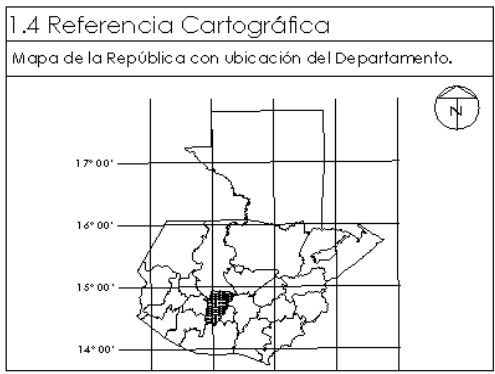 1.4 Referencia Cartográfica
Mapa de la República con ubicación del Departamento.
N
17° 00'
16° 00'
15° 00'
14° 00'